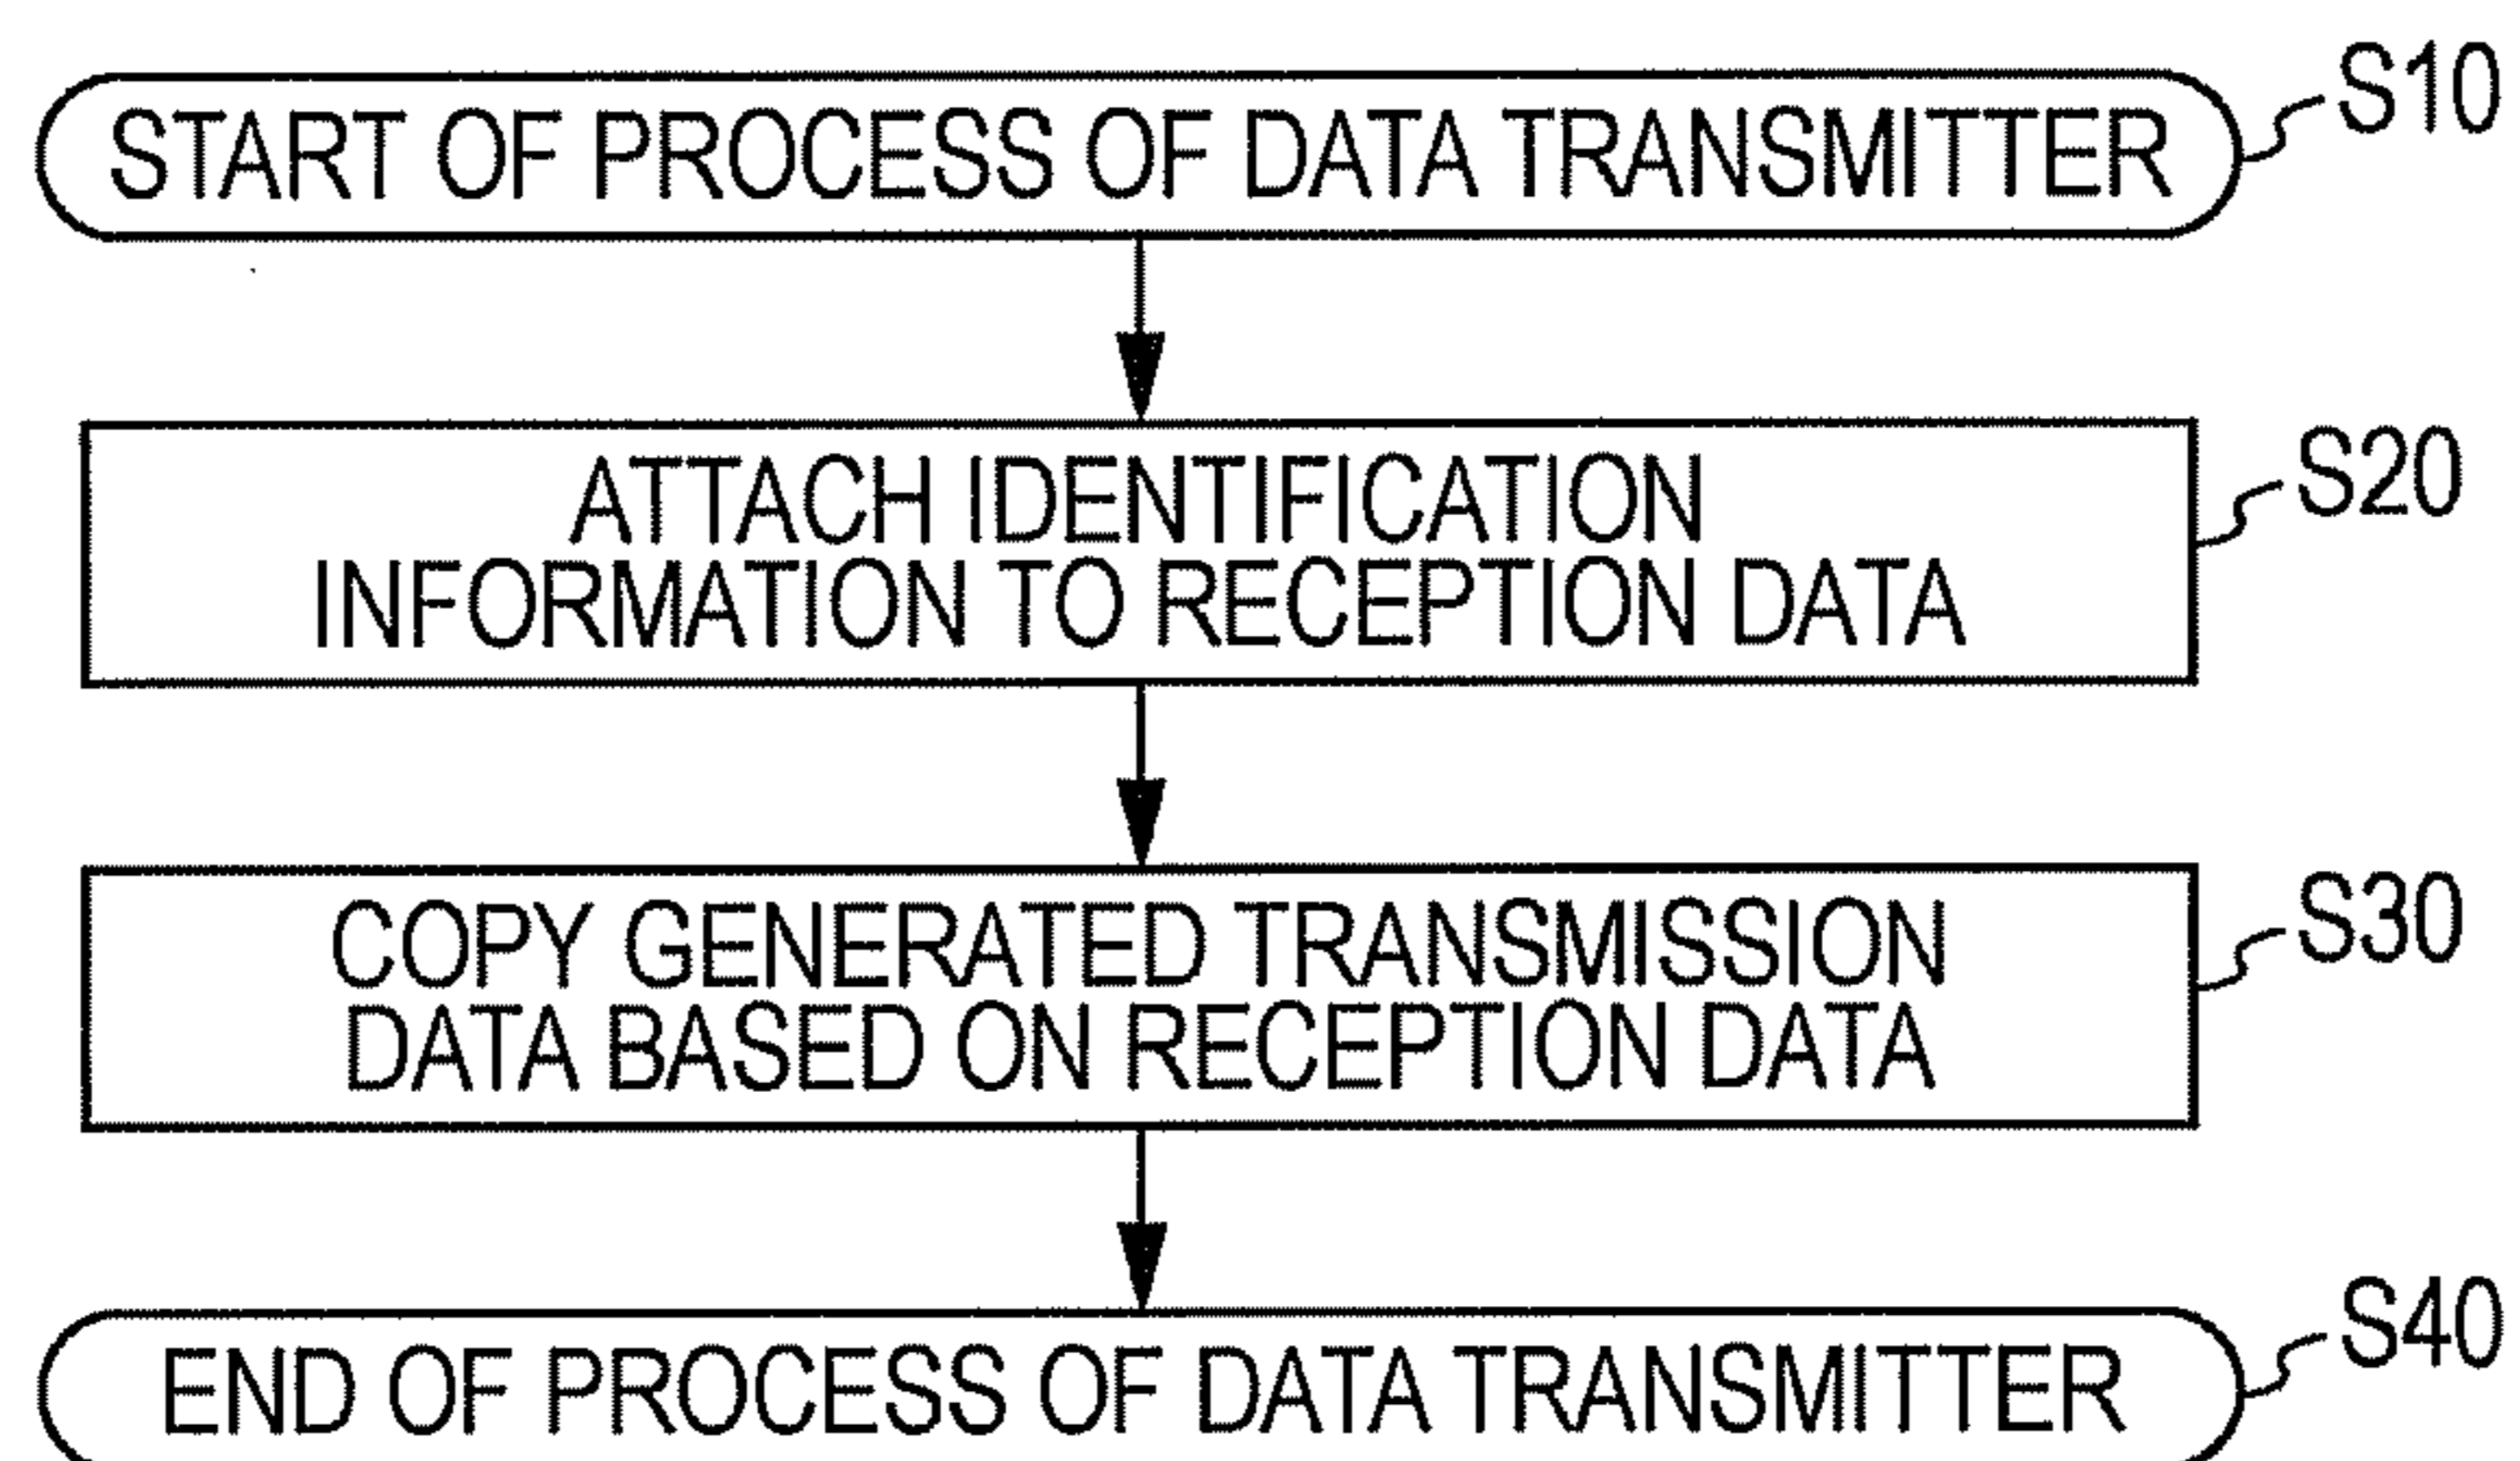 START OF PROCESS OF DATA TRANSMITTER
S10
ATTACH IDENTIFICATION
INFORMATION TO RECEPTION DATA
S20
COPY GENERATED TRANSMISSION
DATA BASED ON RECEPTION DATA
S30
END OF PROCESS OF DATA TRANSMITTER
S40